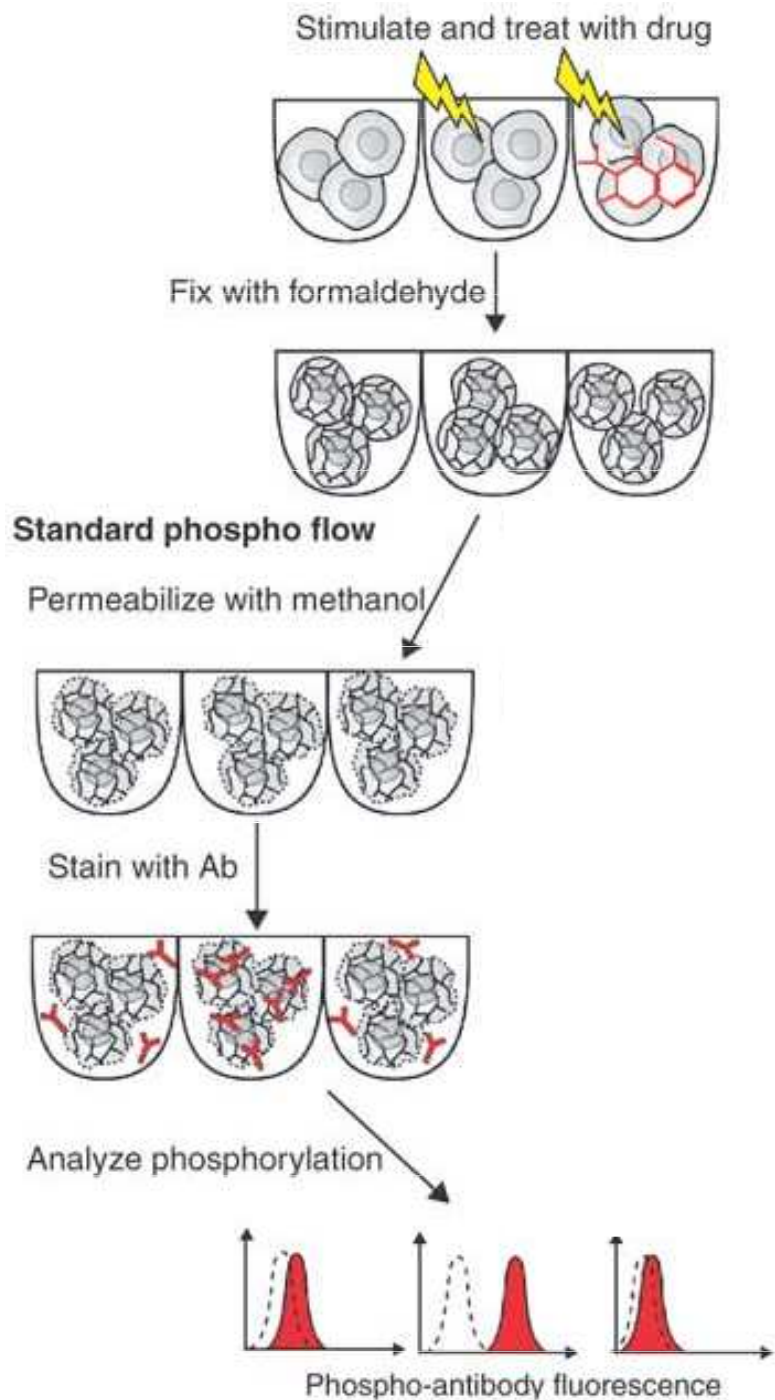 Stimulate and treat with drug
Fix with formaldehyde
Standard phospho flow
Permeabilize with methanol
Stain with Ab
Analyze phosphorylation
Phospho-antibody fluorescence